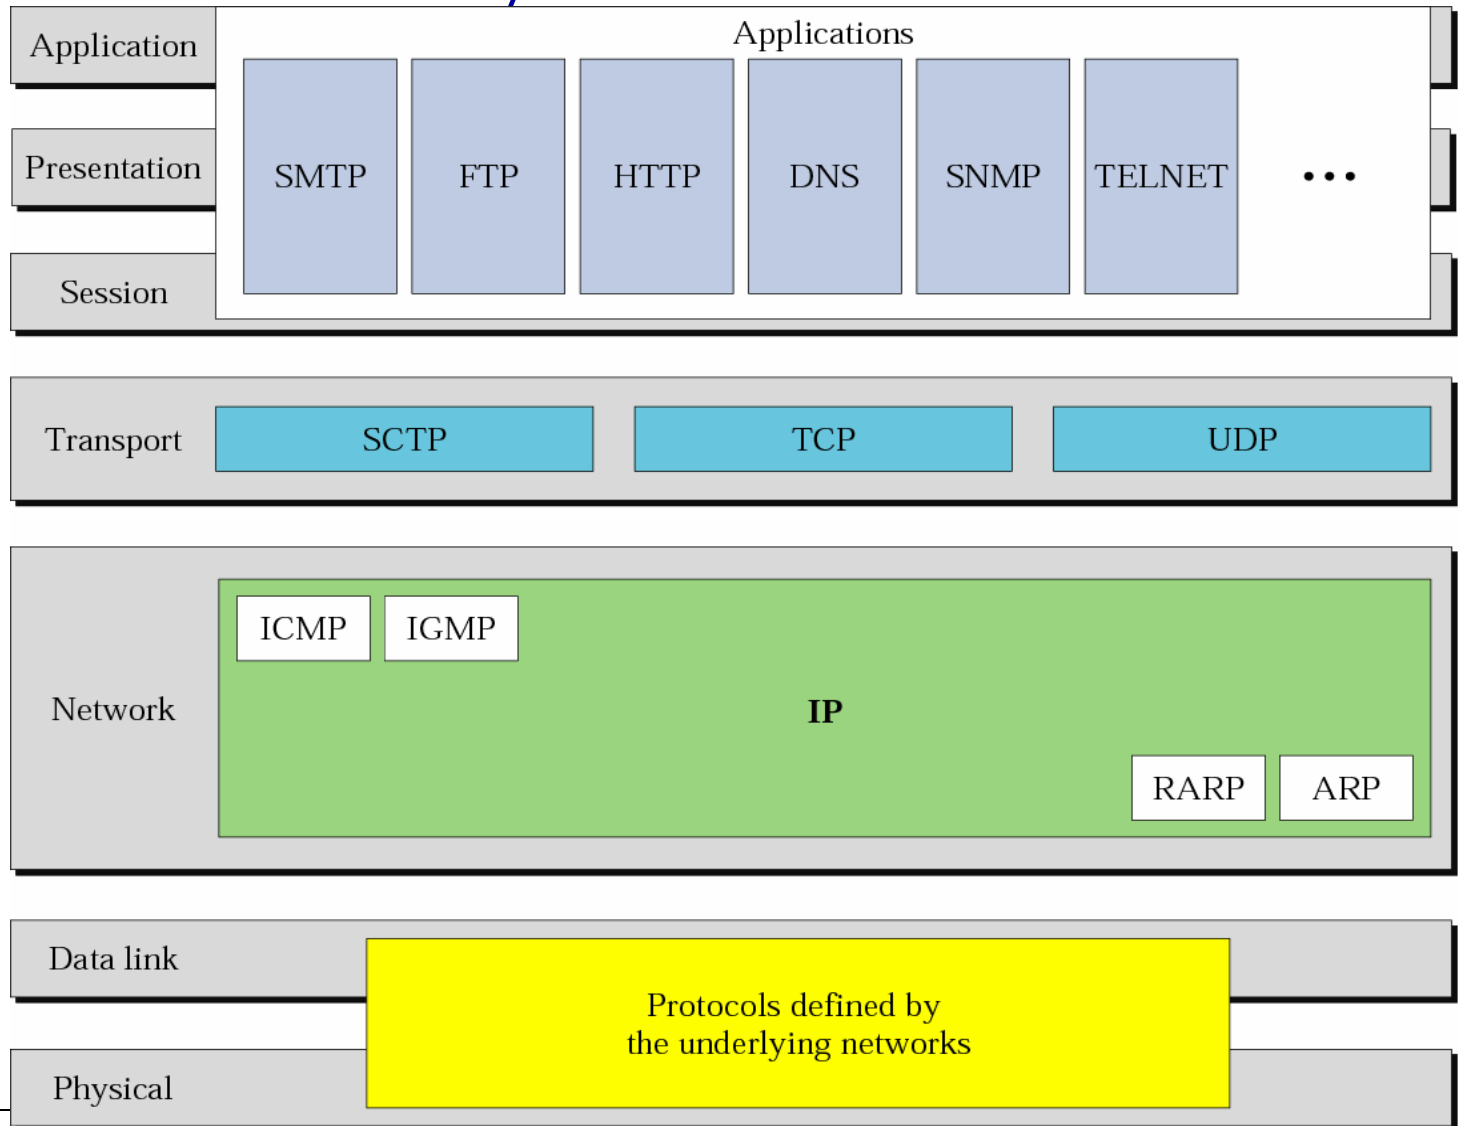 Application
Applications
Presentation
SMTP FTP HTTP DNS SNMP TELNET ...
Session
Transport
SCTP TCP UDP
Network
ICMP IGMP
IP
RARP ARP
Data link
Protocols defined by
the underlying networks
Physical